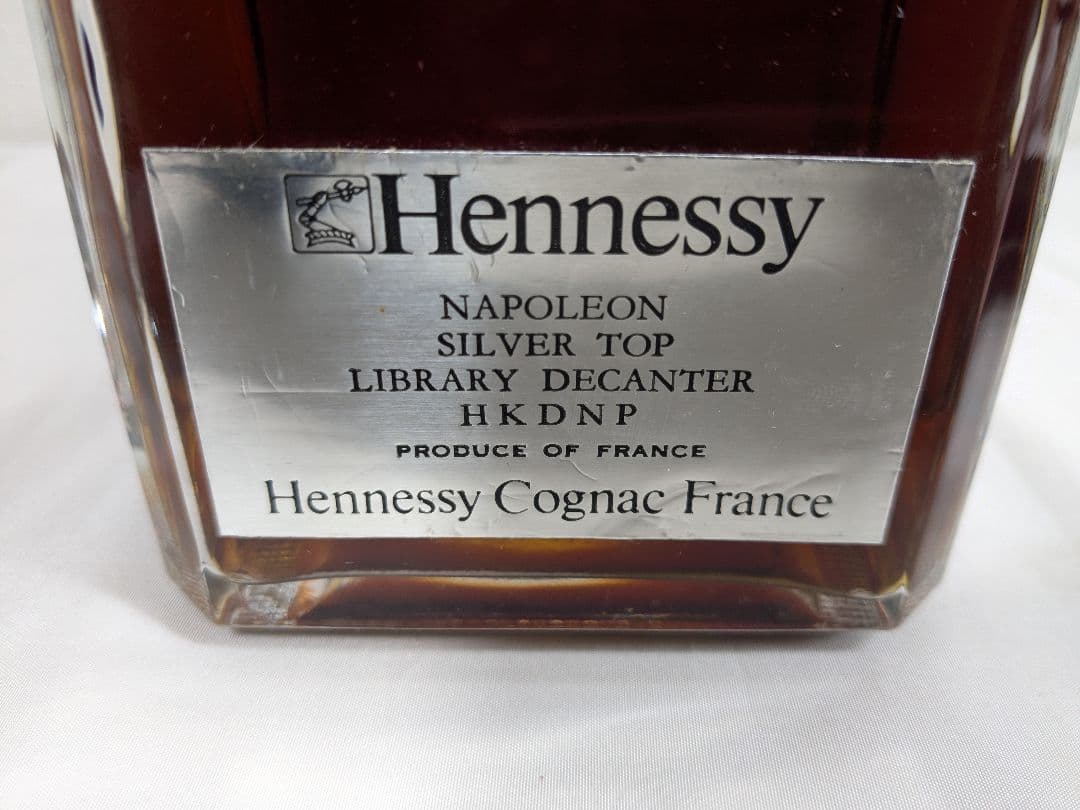 Hennessy
NAPOLEON
SILVER TOP
LIBRARY DECANTER
HKDNP
PRODUCE OF FRANCE
Hennessy Cognac France